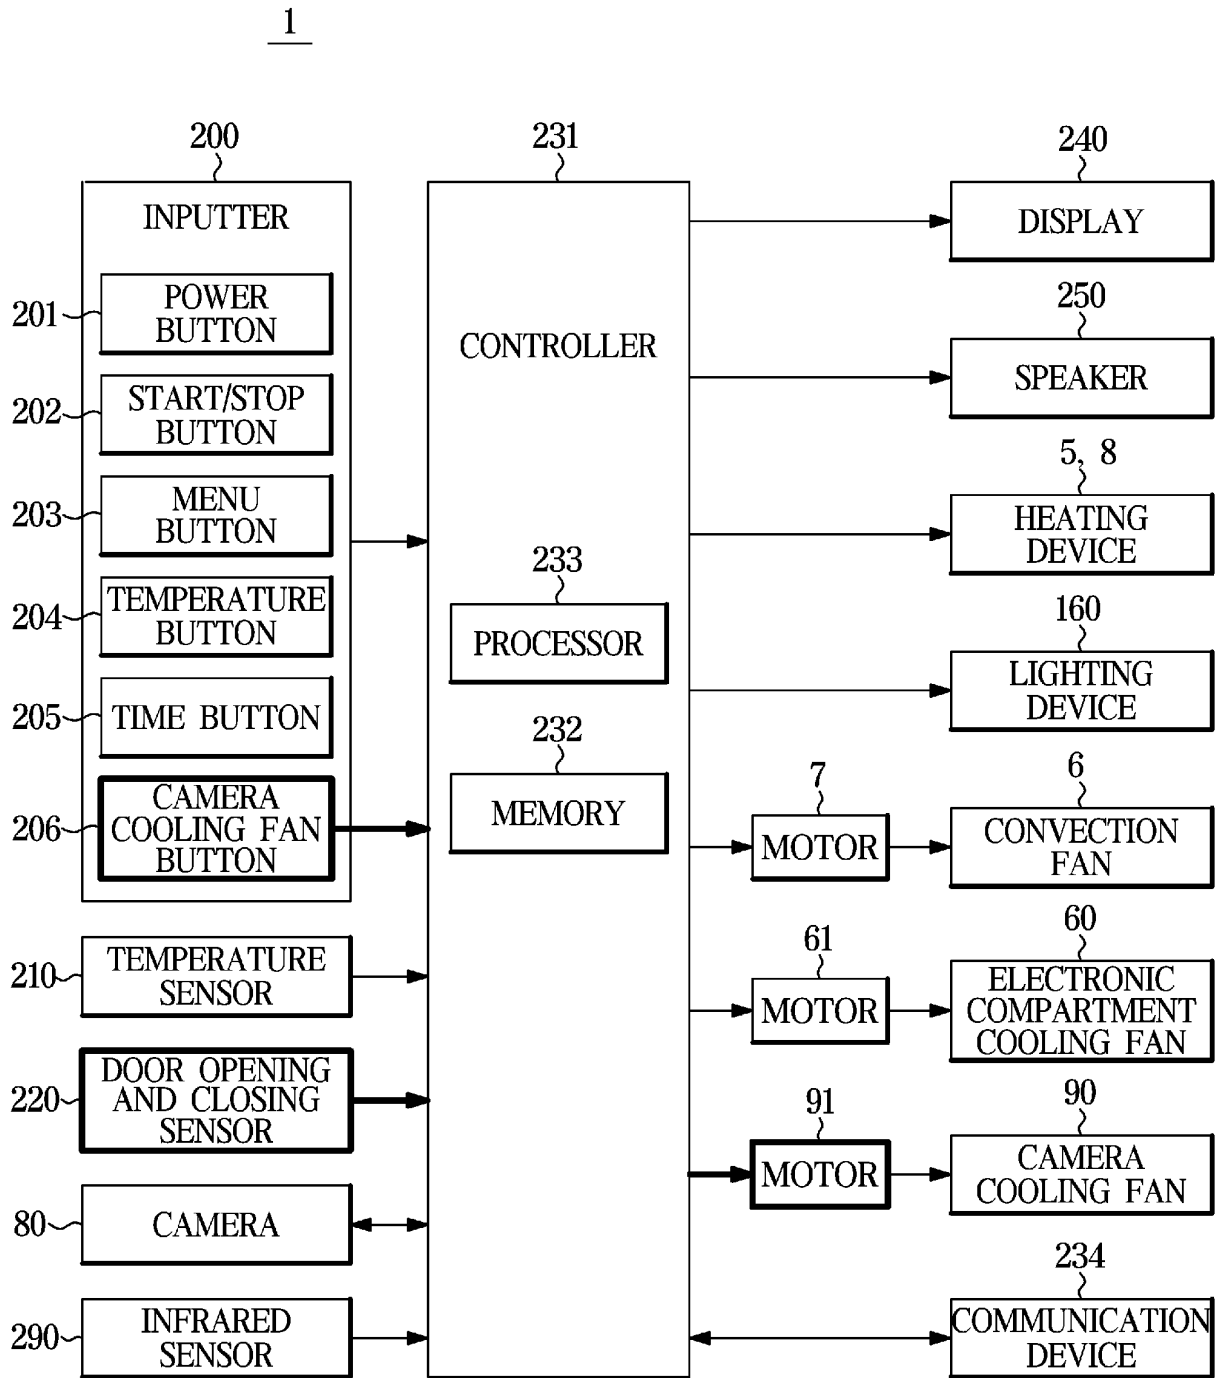 1
200
INPUTTER
201
POWER
BUTTON
202
START/STOP
BUTTON
203
MENU
BUTTON
204
TEMPERATURE
BUTTON
205
TIME BUTTON
206
CAMERA
COOLING FAN
BUTTON
210
TEMPERATURE
SENSOR
220
DOOR OPENING
AND CLOSING
SENSOR
80
CAMERA
290
INFRARED
SENSOR
231
CONTROLLER
233
PROCESSOR
232
MEMORY
240
DISPLAY
250
SPEAKER
5, 8
HEATING
DEVICE
160
LIGHTING
DEVICE
7
MOTOR
6
CONVECTION
FAN
61
MOTOR
60
ELECTRONIC
COMPARTMENT
COOLING FAN
91
MOTOR
90
CAMERA
COOLING FAN
234
COMMUNICATION
DEVICE